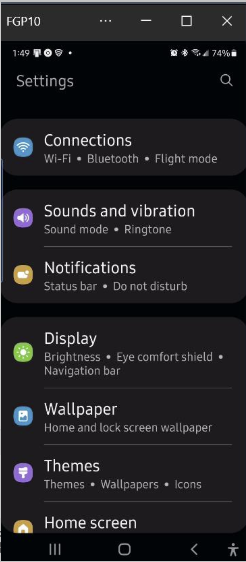 FGP10
1:49 74%
Settings
Connections
Wi-Fi • Bluetooth • Flight mode
Sounds and vibration
Sound mode • Ringtone
Notifications
Status bar • Do not disturb
Display
Brightness • Eye comfort shield •
Navigation bar
Wallpaper
Home and lock screen wallpaper
Themes
Themes • Wallpapers • Icons
Home screen